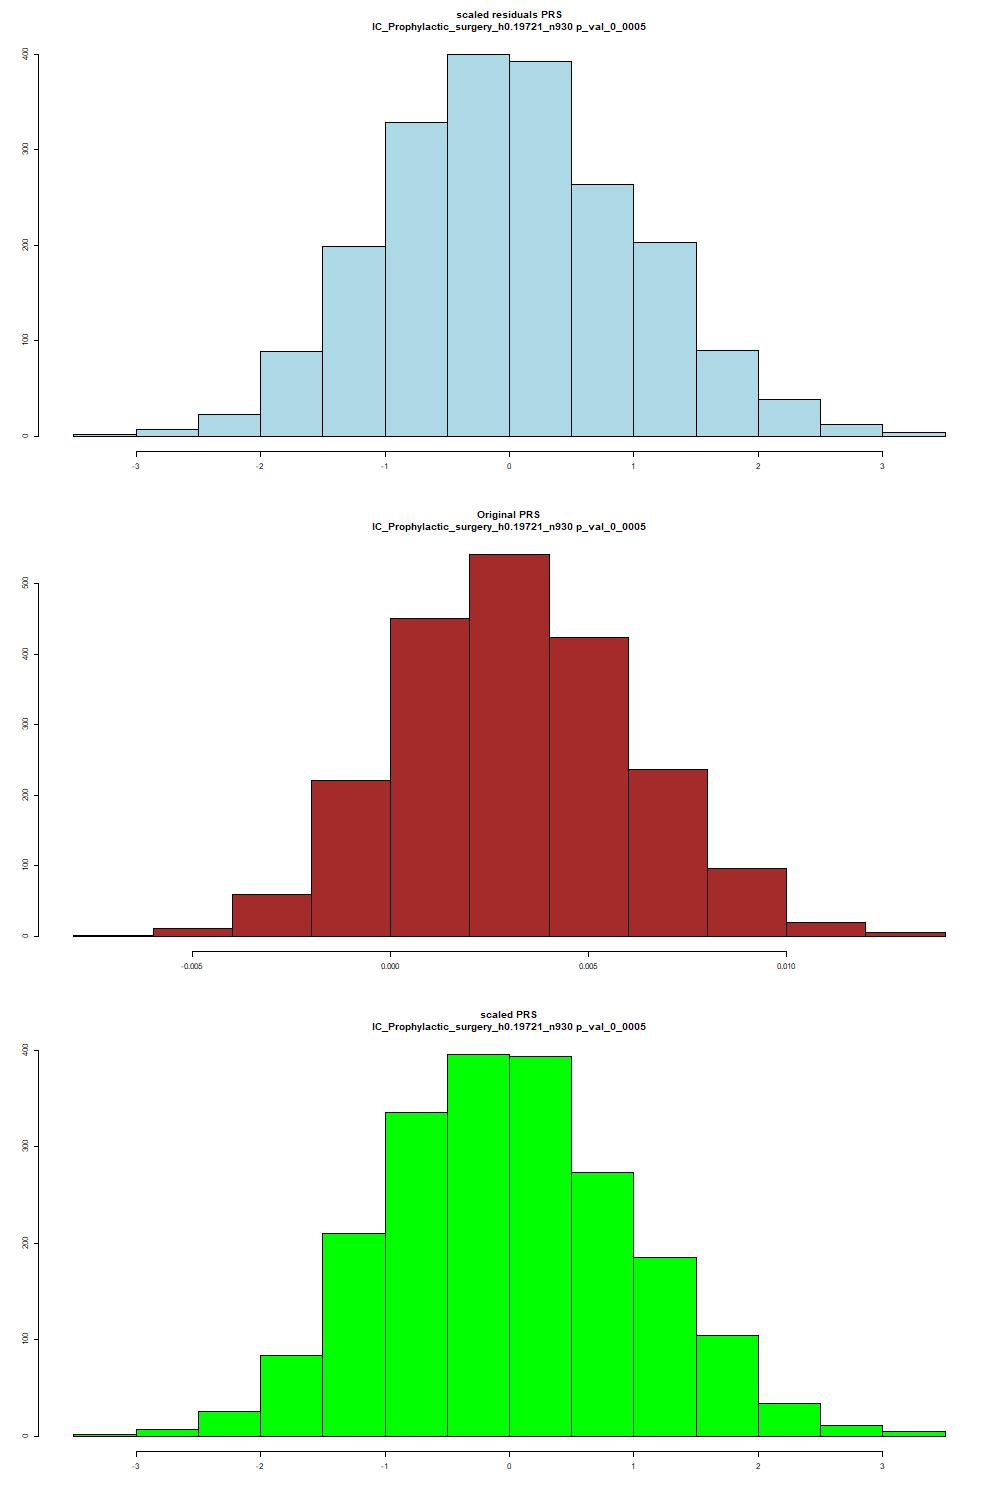 scaled residuals PRS
IC_Prophylactic_surgery_h0.19721_n930 p_val_0_0005
400
300
200
100
0
-3 -2 -1 0 1 2 3
Original PRS
IC_Prophylactic_surgery_h0.19721_n930 p_val_0_0005
500
400
300
200
100
0
-0.005 0.000 0.005 0.010
scaled PRS
IC_Prophylactic_surgery_h0.19721_n930 p_val_0_0005
400
300
200
100
0
-3 -2 -1 0 1 2 3